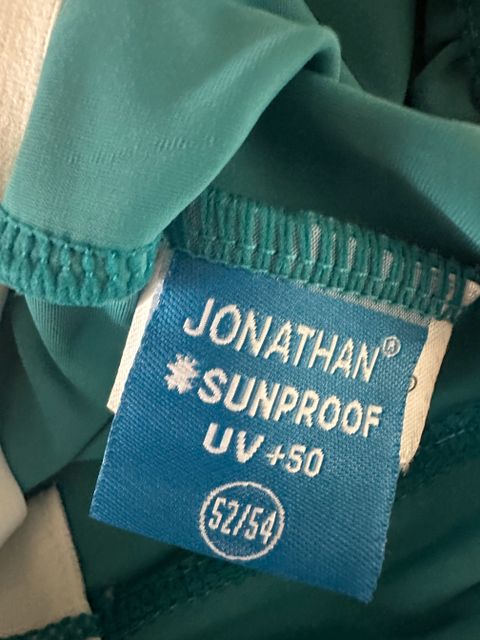 JONATHAN®
*SUNPROOF
UV +50
52/54